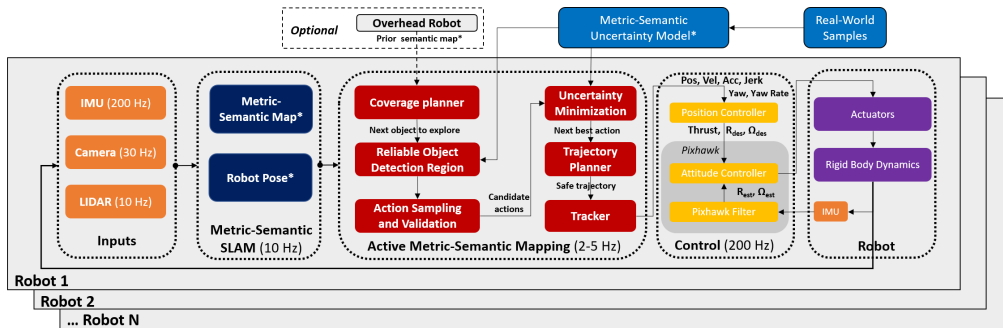 Optional
Overhead Robot
Prior semantic map*
Metric-Semantic
Uncertainty Model*
Real-World
Samples
IMU (200 Hz)
Camera (30 Hz)
LIDAR (10 Hz)
Inputs
Metric-
Semantic Map*
Robot Pose*
Metric-Semantic
SLAM (10 Hz)
Coverage planner
Next object to explore
Reliable Object
Detection Region
Action Sampling
and Validation
Candidate
actions
Uncertainty
Minimization
Next best action
Trajectory
Planner
Safe trajectory
Tracker
Active Metric-Semantic Mapping (2-5 Hz)
Pos, Vel, Acc, Jerk
Yaw, Yaw Rate
Position Controller
Thrust, Rdes, Ωdes
Pixhawk
Attitude Controller
Rest, Ωest
Pixhawk Filter
Control (200 Hz)
Actuators
Rigid Body Dynamics
IMU
Robot
Robot 1
Robot 2
... Robot N